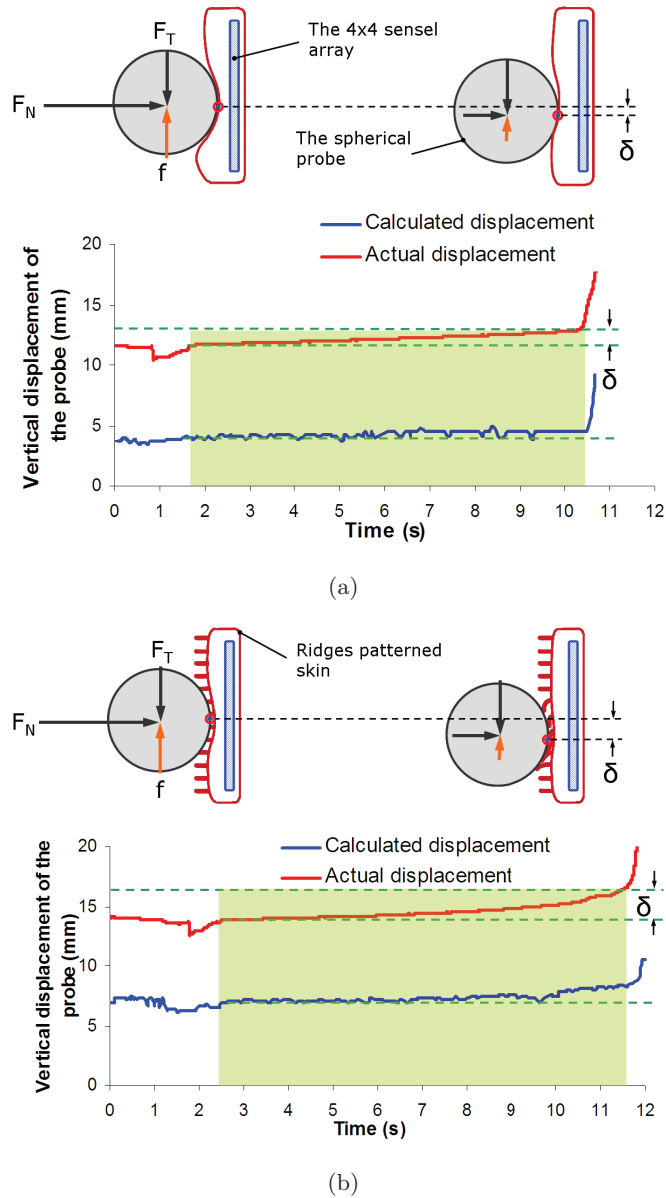 F_T
The 4x4 sensel
array
F_N
The spherical
probe
f
δ
Calculated displacement
Actual displacement
Vertical displacement of
the probe (mm)
20
15
10
5
0
δ
0 1 2 3 4 5 6 7 8 9 10 11 12
Time (s)
(a)
F_T
Ridges patterned
skin
F_N
f
δ
Calculated displacement
Actual displacement
Vertical displacement of the
probe (mm)
20
15
10
5
0
δ
0 1 2 3 4 5 6 7 8 9 10 11 12
Time (s)
(b)